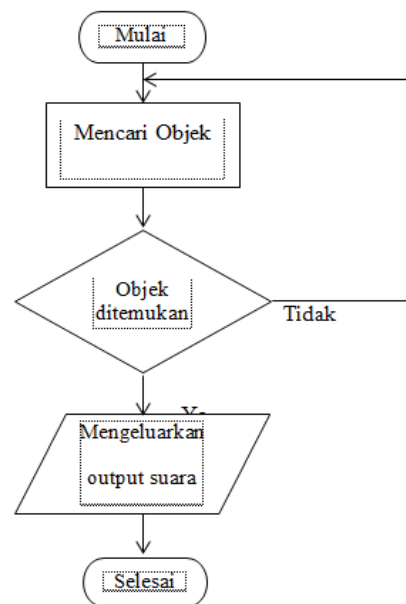 Mulai
Mencari Objek
Objek
ditemukan
Tidak
Mengeluarkan
output suara
Selesai